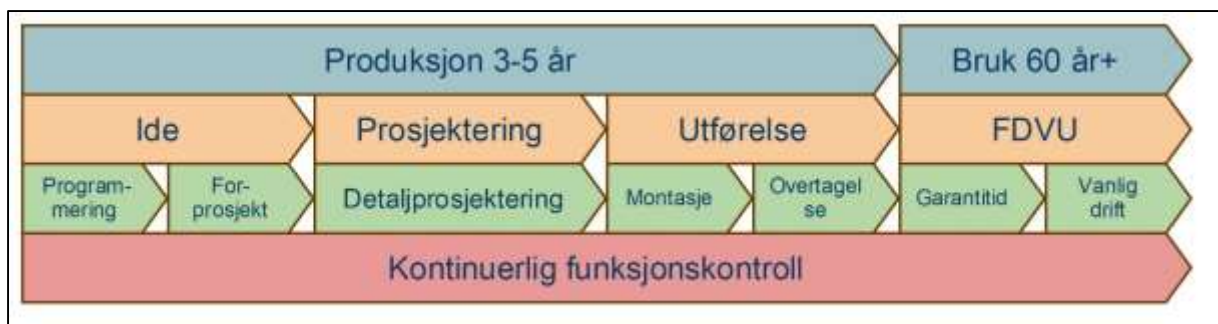 Produksjon 3-5 år
Bruk 60 år+
Ide
Prosjektering
Utførelse
FDVU
Program-
mering
For-
prosjekt
Detaljprosjektering
Montasje
Overtagel
se
Garantitid
Vanlig
drift
Kontinuerlig funksjonskontroll